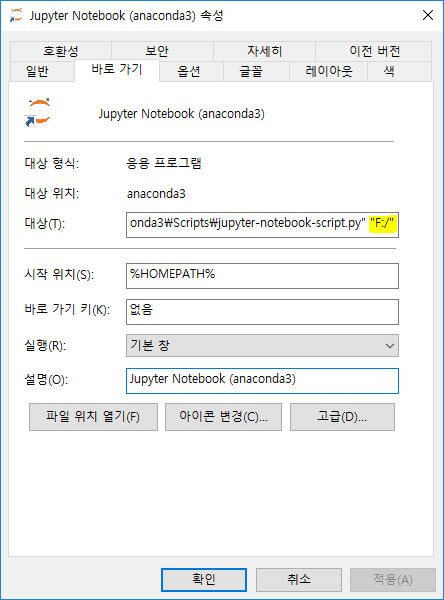 Jupyter Notebook (anaconda3) 속성
호환성 보안 자세히 이전 버전
일반 바로 가기 옵션 글꼴 레이아웃 색
Jupyter Notebook (anaconda3)
대상 형식: 응용 프로그램
대상 위치: anaconda3
대상(T): onda3₩Scripts₩jupyter-notebook-script.py" "F:/"
시작 위치(S): %HOMEPATH%
바로 가기 키(K): 없음
실행(R): 기본 창
설명(O): Jupyter Notebook (anaconda3)
파일 위치 열기(F) 아이콘 변경(C)... 고급(D)...
확인 취소 적용(A)